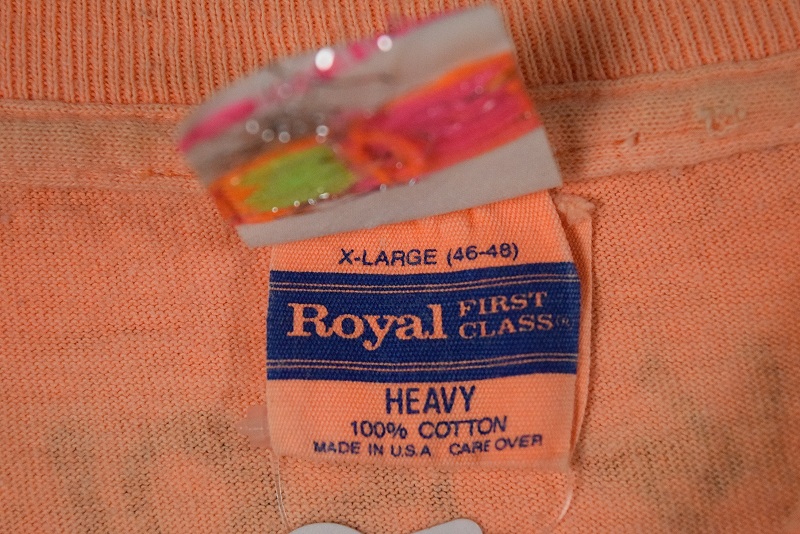 X-LARGE (46-48)
Royal FIRST CLASS®
HEAVY
100% COTTON
MADE IN U.S.A CARE OVER